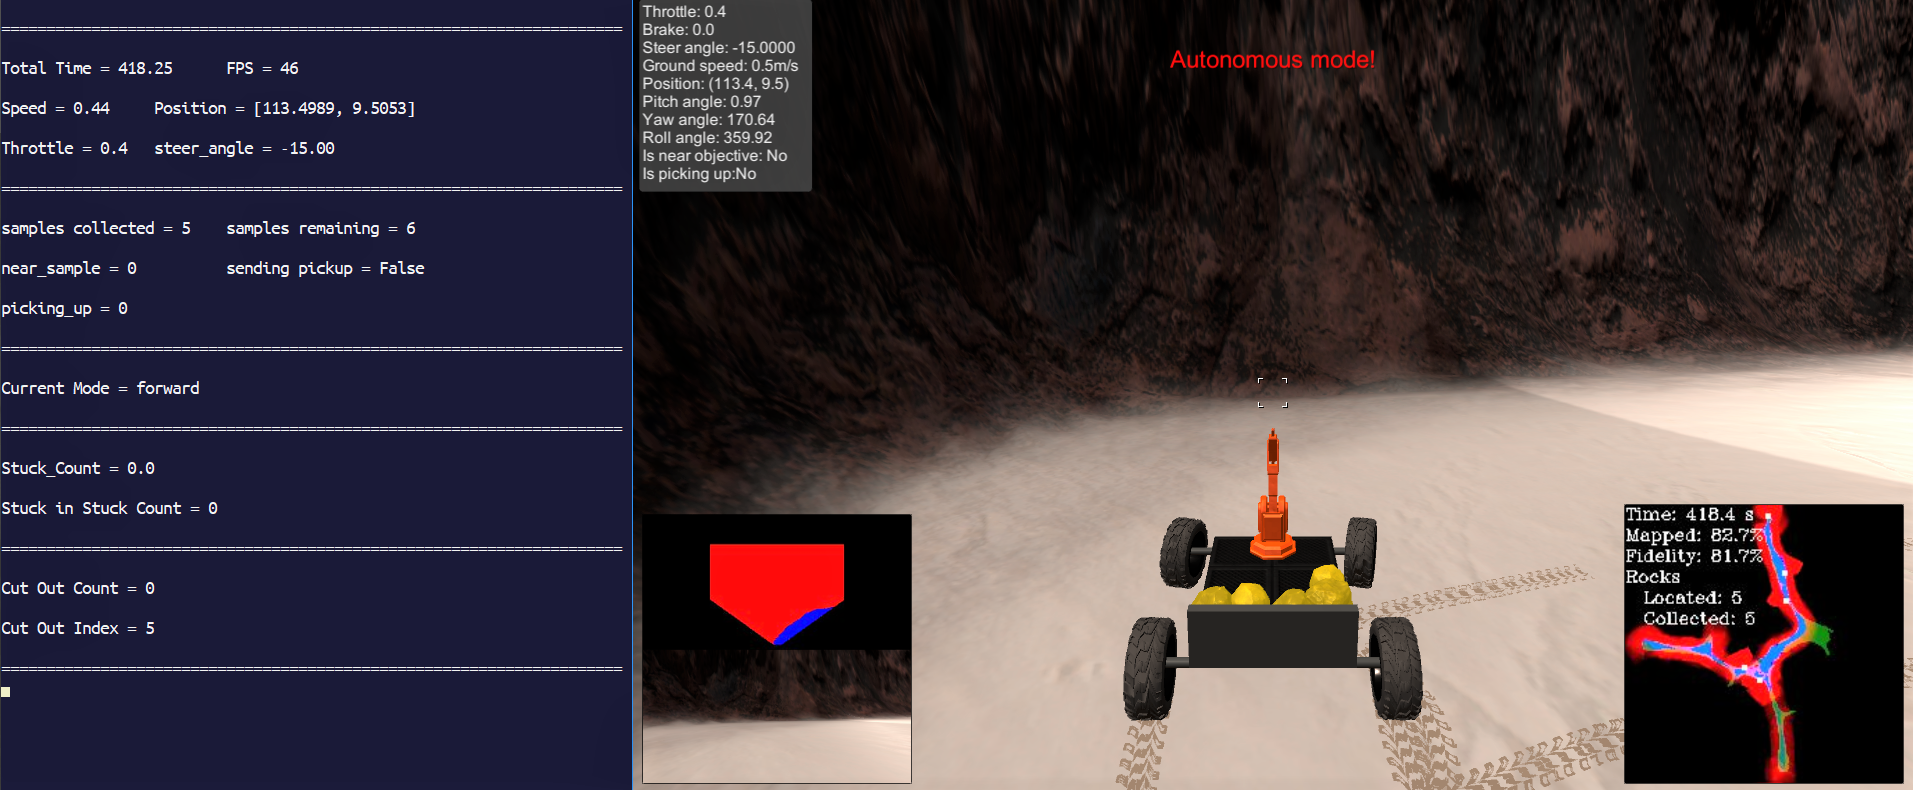 Total Time = 418.25 FPS = 46
Speed = 0.44 Position = [113.4989, 9.5053]
Throttle = 0.4 steer_angle = -15.00
samples collected = 5 samples remaining = 6
near_sample = 0 sending pickup = False
picking_up = 0
Current Mode = forward
Stuck_Count = 0.0
Stuck in Stuck Count = 0
Cut Out Count = 0
Cut Out Index = 5
Throttle: 0.4
Brake: 0.0
Steer angle: -15.0000
Ground speed: 0.5m/s
Position: (113.4, 9.5)
Pitch angle: 0.97
Yaw angle: 170.64
Roll angle: 359.92
Is near objective: No
Is picking up:No
Autonomous mode!
Time: 418.4 s
Mapped: 82.7%
Fidelity: 81.7%
Rocks
Located: 5
Collected: 5